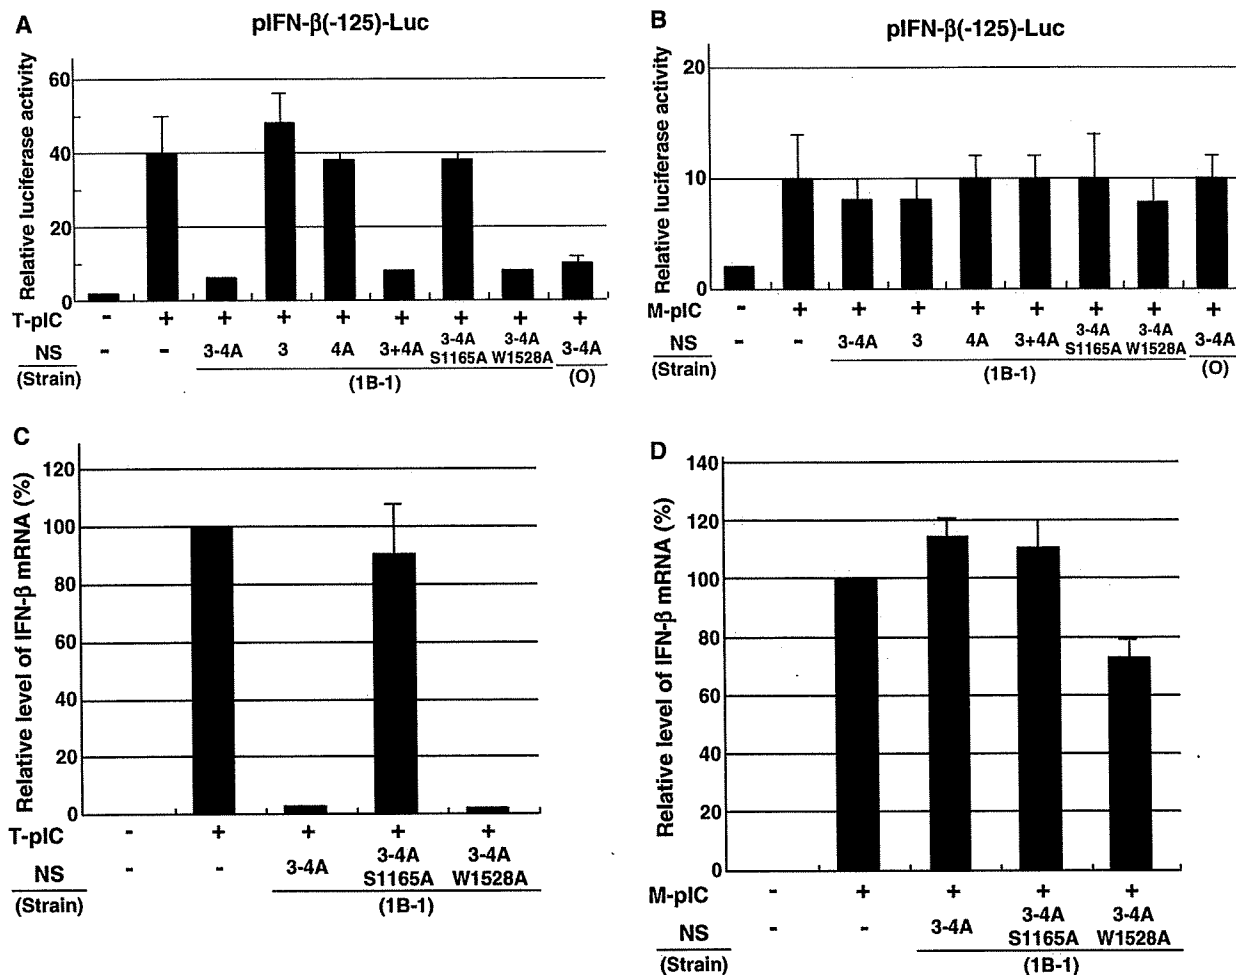 A
pIFN-β(-125)-Luc
Relative luciferase activity
60
40
20
0
T-pIC - + + + + + + + +
NS - - 3-4A 3 4A 3+4A 3-4A S1165A 3-4A W1528A 3-4A
(Strain) (1B-1) (O)
B
pIFN-β(-125)-Luc
Relative luciferase activity
20
10
0
M-pIC - + + + + + + + +
NS - - 3-4A 3 4A 3+4A 3-4A S1165A 3-4A W1528A 3-4A
(Strain) (1B-1) (O)
C
Relative level of IFN-β mRNA (%)
120
100
80
60
40
20
0
T-pIC - + + + +
NS - - 3-4A 3-4A S1165A 3-4A W1528A
(Strain) (1B-1)
D
Relative level of IFN-β mRNA (%)
140
120
100
80
60
40
20
0
M-pIC - + + + +
NS - - 3-4A 3-4A S1165A 3-4A W1528A
(Strain) (1B-1)